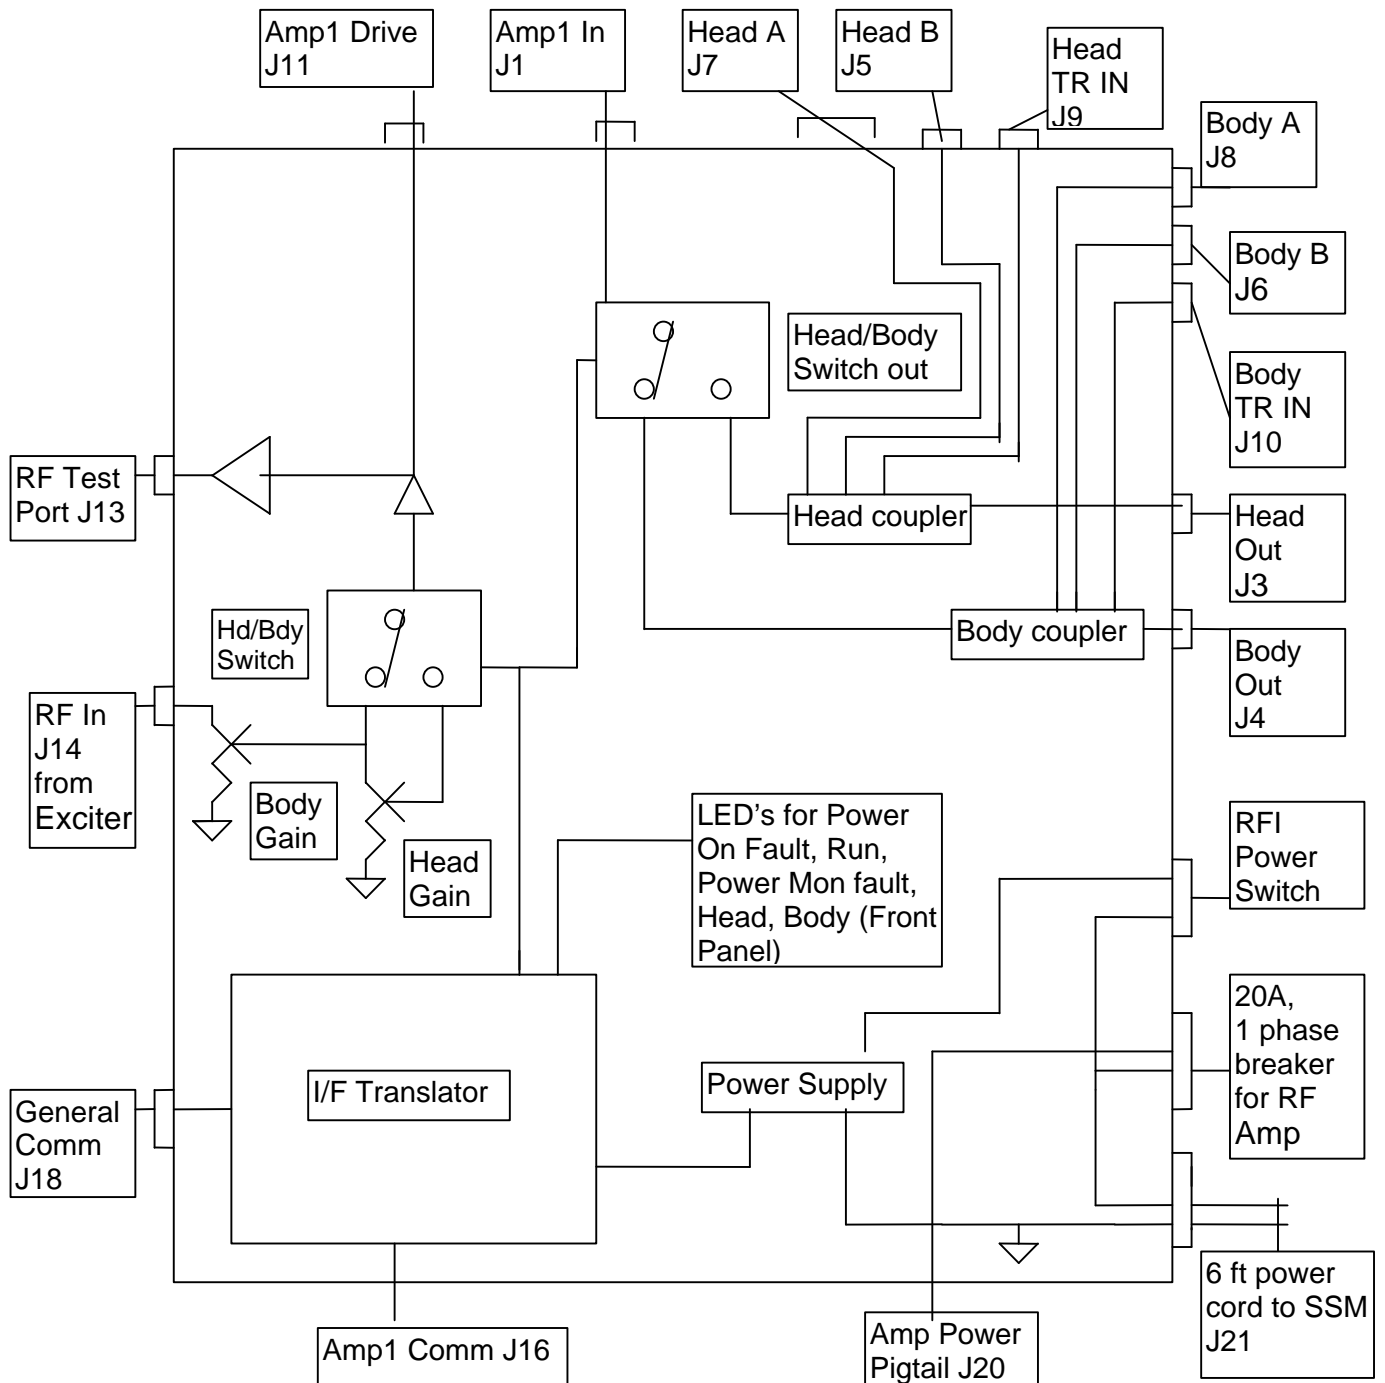 Amp1 Drive
J11
Amp1 In
J1
Head A
J7
Head B
J5
Head
TR IN
J9
Body A
J8
Body B
J6
Body
TR IN
J10
Head/Body
Switch out
RF Test
Port J13
Head coupler
Head
Out
J3
Hd/Bdy
Switch
Body coupler
Body
Out
J4
RF In
J14
from
Exciter
Body
Gain
Head
Gain
LED's for Power
On Fault, Run,
Power Mon fault,
Head, Body (Front
Panel)
RFI
Power
Switch
20A,
1 phase
breaker
for RF
Amp
I/F Translator
Power Supply
General
Comm
J18
6 ft power
cord to SSM
J21
Amp1 Comm J16
Amp Power
Pigtail J20